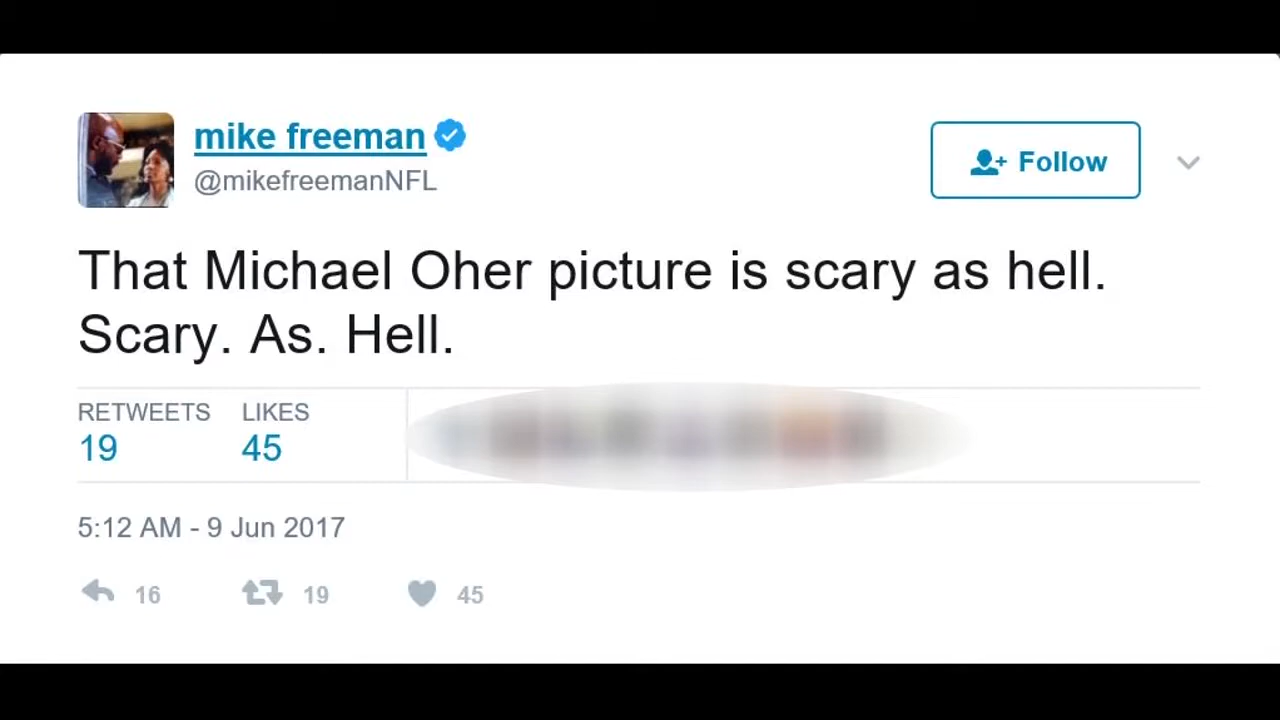 mike freeman
@mikefreemanNFL
Follow
That Michael Oher picture is scary as hell.
Scary. As. Hell.
RETWEETS LIKES
19 45
5:12 AM - 9 Jun 2017
16 19 45